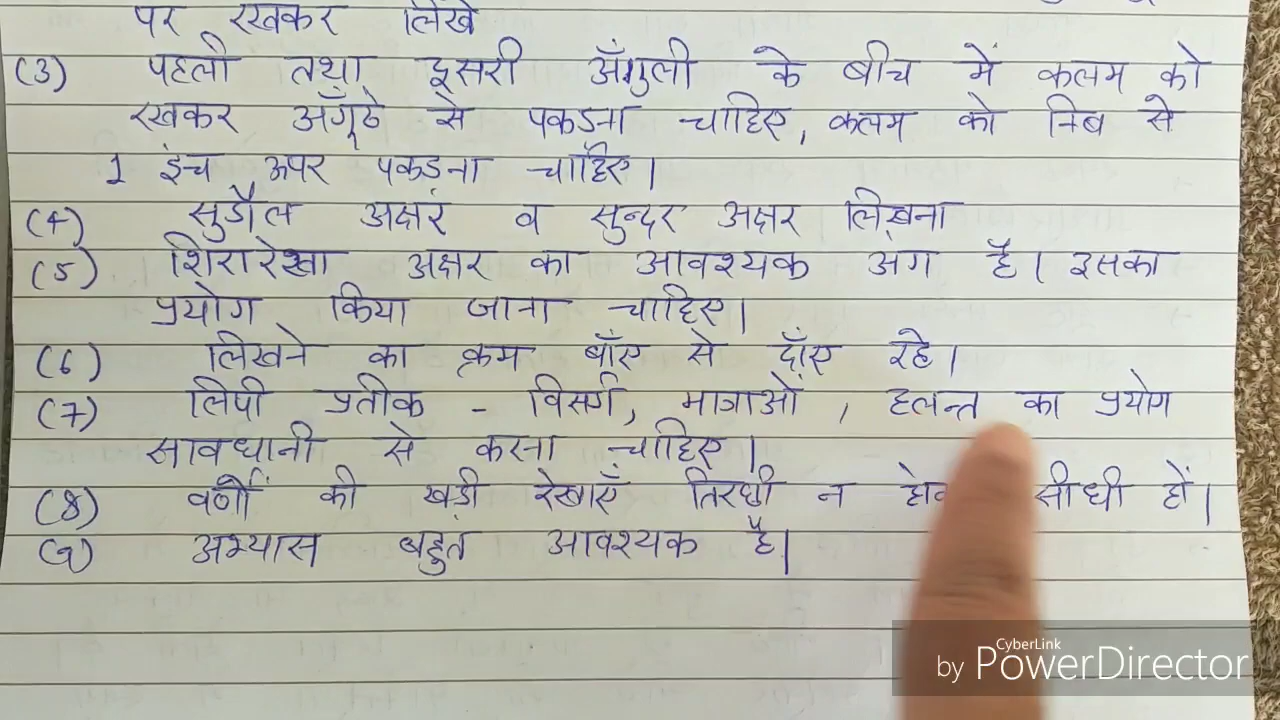 पर रखकर लिखे
(3) पहली तथा दूसरी अँगुली के बीच में कलम को
रखकर अँगूठे से पकडना चाहिए, कलम को निब से
1 इंच ऊपर पकडना चाहिए।
(4) सुडौल अक्षर व सुन्दर अक्षर लिखना
(5) शिरारेखा अक्षर का आवश्यक अंग है। इसका
प्रयोग किया जाना चाहिए।
(6) लिखने का क्रम बाँए से दाँए रहे।
(7) लिपी प्रतीक - विसर्ग, मात्राओं, हलन्त का प्रयोग
सावधानी से करना चाहिए।
(8) वर्णों की खड़ी रेखाएँ तिरछी न सीधी हों।
(9) अभ्यास बहुत आवश्यक है।
CyberLink
by PowerDirector